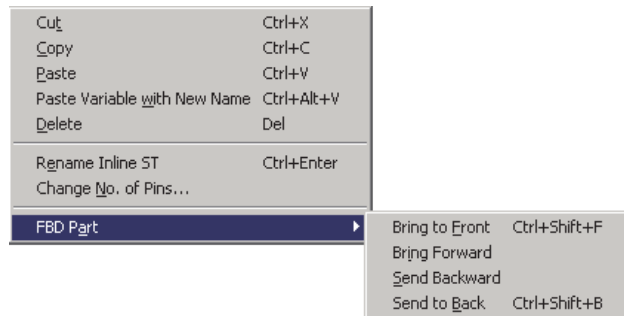 Cut Ctrl+X
Copy Ctrl+C
Paste Ctrl+V
Paste Variable with New Name Ctrl+Alt+V
Delete Del
Rename Inline ST Ctrl+Enter
Change No. of Pins...
FBD Part
Bring to Front Ctrl+Shift+F
Bring Forward
Send Backward
Send to Back Ctrl+Shift+B